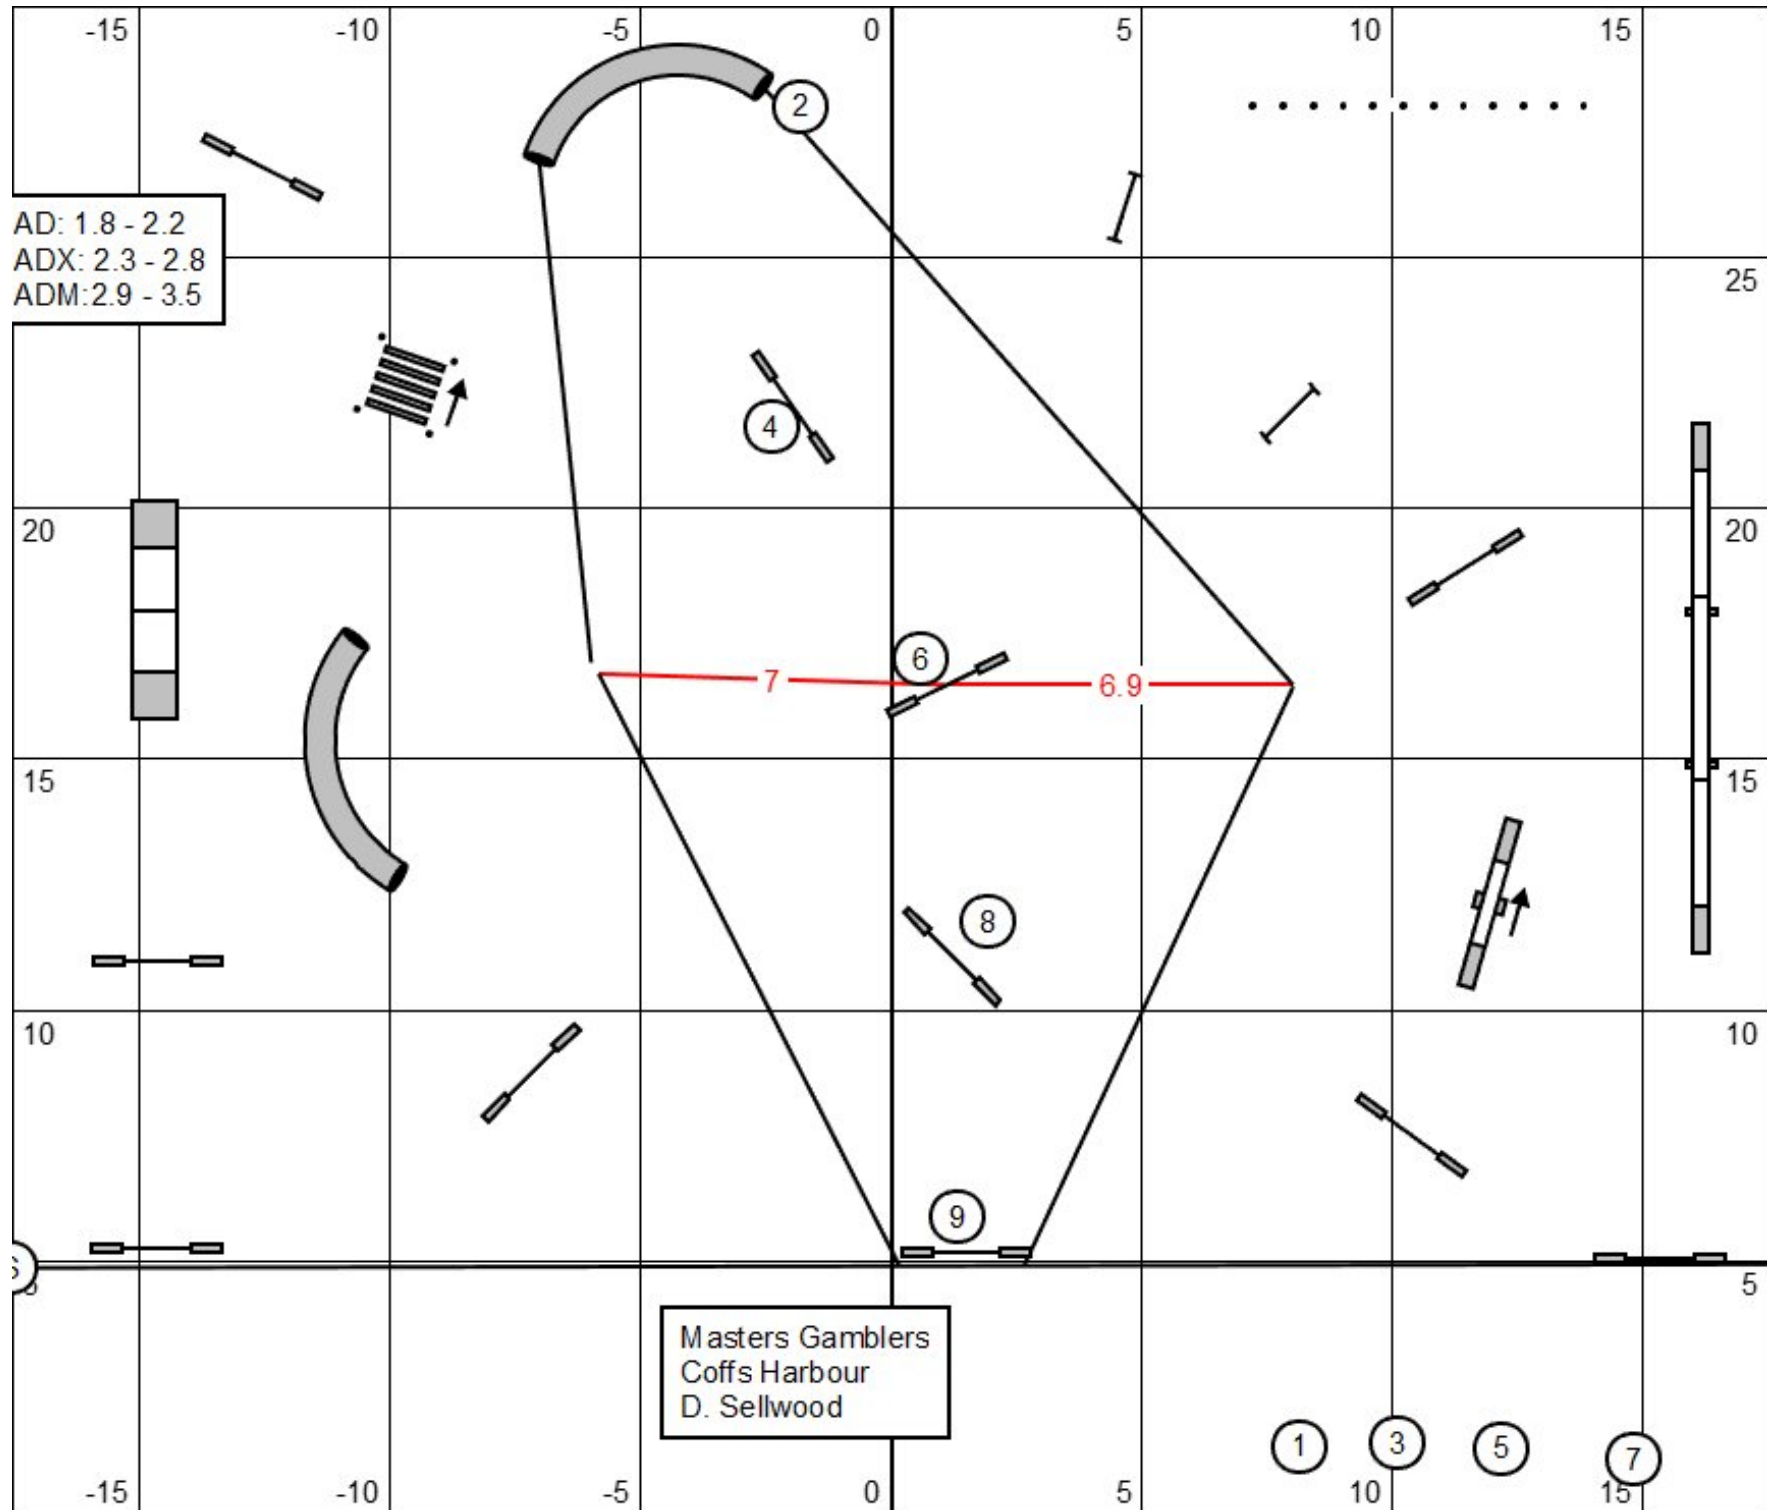 -15 -10 -5 0 5 10 15
2
AD: 1.8 - 2.2
ADX: 2.3 - 2.8
ADM:2.9 - 3.5
25
4
20 20
6
7 6.9
15 15
8
10 10
9
S
5 5
Masters Gamblers
Coffs Harbour
D. Sellwood
1 3 5 7
-15 -10 -5 0 5 10 15